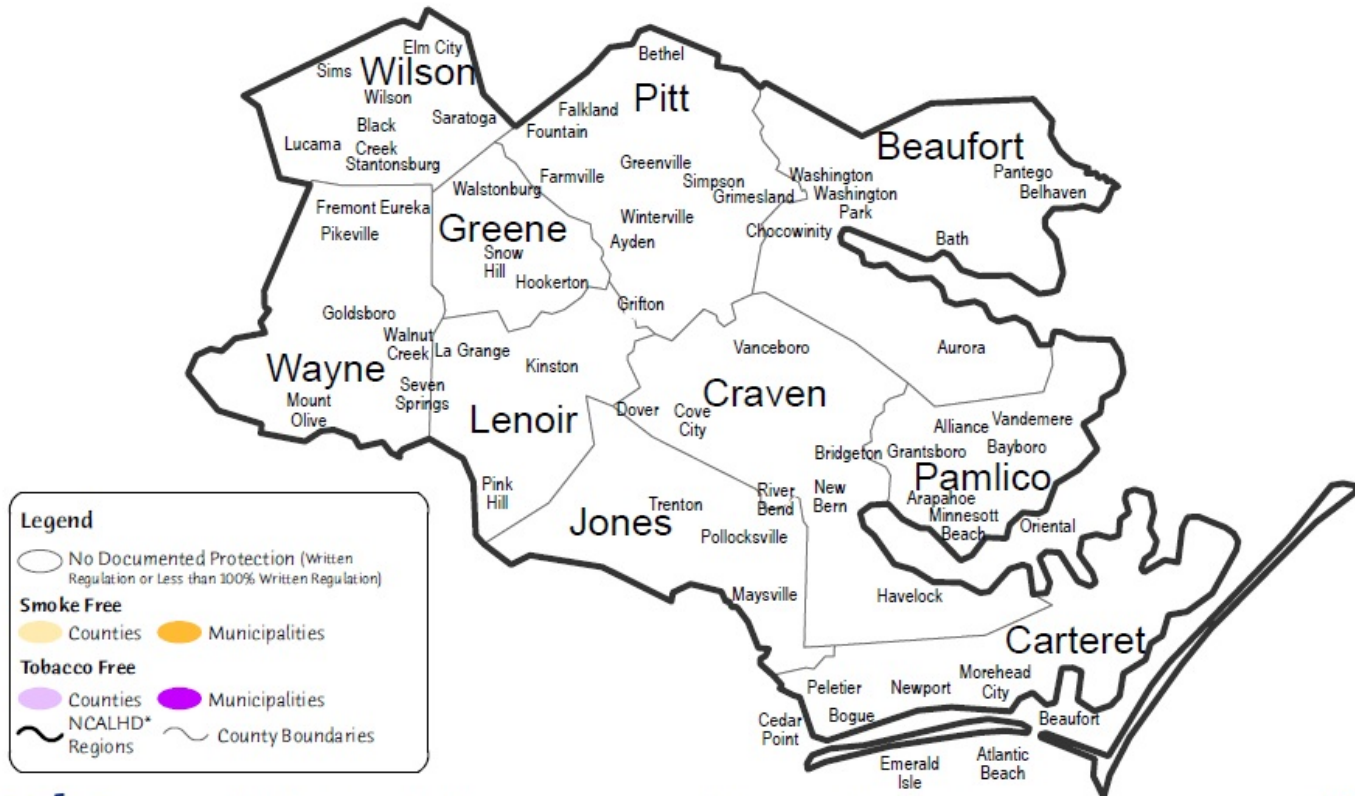 Elm City
Sims
Wilson
Wilson
Saratoga
Black
Creek
Lucama
Stantonsburg
Bethel
Pitt
Falkland
Fountain
Greenville
Farmville
Simpson
Grimesland
Winterville
Ayden
Grifton
Beaufort
Pantego
Belhaven
Washington
Washington
Park
Chocowinity
Bath
Aurora
Walstonburg
Greene
Snow
Hill
Hookerton
Fremont
Eureka
Pikeville
Goldsboro
Walnut
Creek
Wayne
Seven
Springs
Mount
Olive
La Grange
Kinston
Lenoir
Pink
Hill
Vanceboro
Craven
Dover
Cove
City
Bridgeton
River
Bend
New
Bern
Havelock
Alliance
Vandemere
Grantsboro
Bayboro
Pamlico
Arapahoe
Minnesott
Beach
Oriental
Trenton
Jones
Pollocksville
Maysville
Carteret
Peletier
Newport
Morehead
City
Cedar
Point
Bogue
Beaufort
Emerald
Isle
Atlantic
Beach
Legend
No Documented Protection (Written
Regulation or Less than 100% Written Regulation)
Smoke Free
Counties
Municipalities
Tobacco Free
Counties
Municipalities
NCALHD*
Regions
County Boundaries